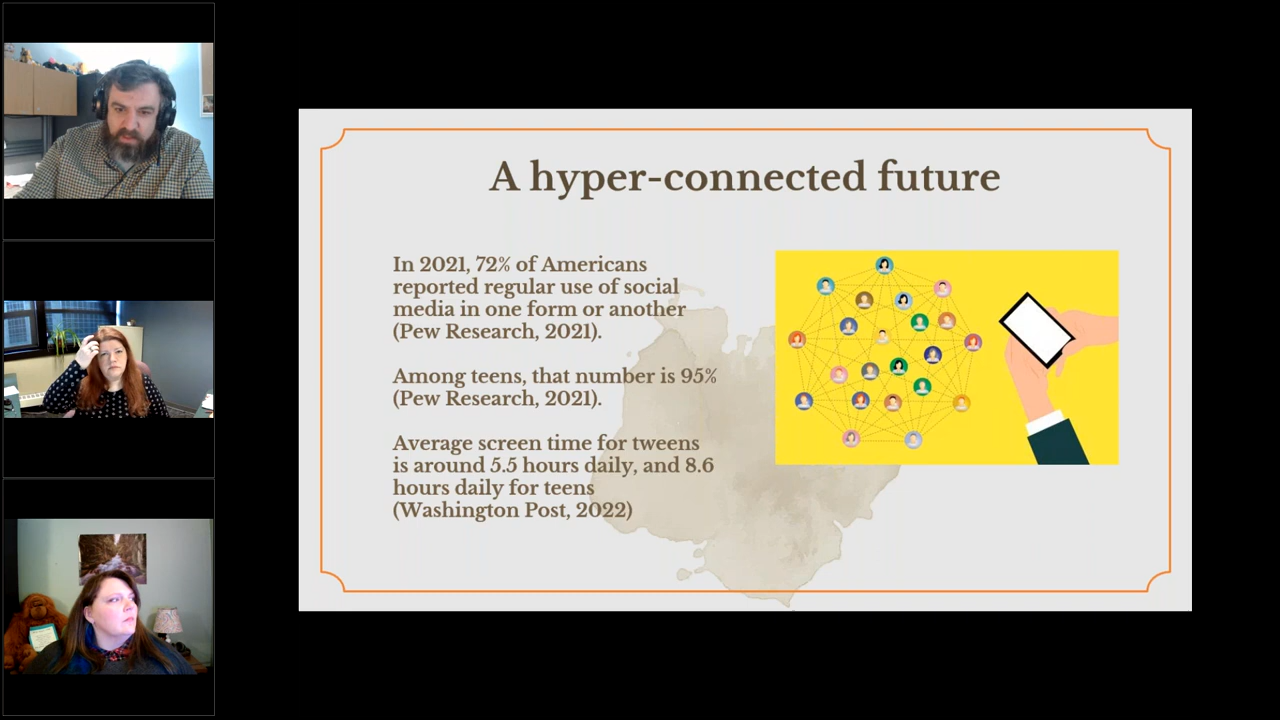 A hyper-connected future
In 2021, 72% of Americans
reported regular use of social
media in one form or another
(Pew Research, 2021).
Among teens, that number is 95%
(Pew Research, 2021).
Average screen time for tweens
is around 5.5 hours daily, and 8.6
hours daily for teens
(Washington Post, 2022)